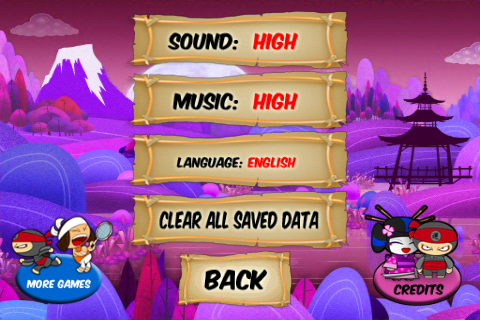 SOUND: HIGH
MUSIC: HIGH
LANGUAGE: ENGLISH
CLEAR ALL SAVED DATA
BACK
MORE GAMES
CREDITS